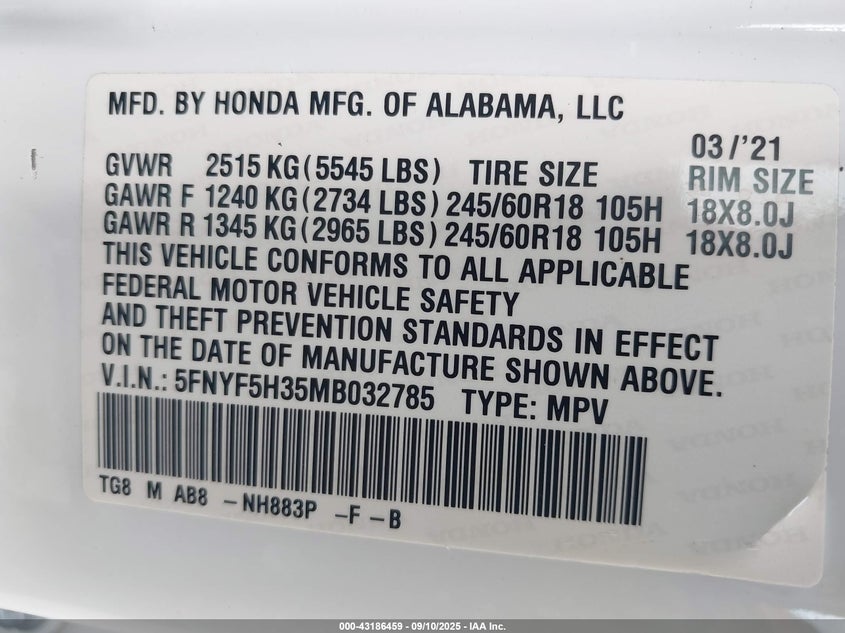 MFD. BY HONDA MFG. OF ALABAMA, LLC
03/'21
GVWR 2515 KG (5545 LBS) TIRE SIZE RIM SIZE
GAWR F 1240 KG (2734 LBS) 245/60R18 105H 18X8.0J
GAWR R 1345 KG (2965 LBS) 245/60R18 105H 18X8.0J
THIS VEHICLE CONFORMS TO ALL APPLICABLE
FEDERAL MOTOR VEHICLE SAFETY
AND THEFT PREVENTION STANDARDS IN EFFECT
ON THE DATE OF MANUFACTURE SHOWN ABOVE.
V.I.N.: 5FNYF5H35MB032785 TYPE: MPV
TG8 M AB8 -NH883P -F -B
000-43186459 - 09/10/2025 - IAA Inc.